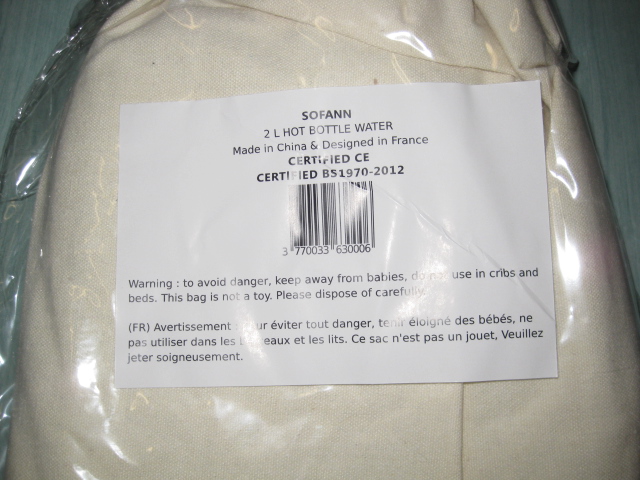 SOFANN
2 L HOT BOTTLE WATER
Made in China & Designed in France
CERTIFIED CE
CERTIFIED BS1970-2012
3 770033 630006
Warning : to avoid danger, keep away from babies, do not use in cribs and
beds. This bag is not a toy. Please dispose of carefully.
(FR) Avertissement : pour éviter tout danger, tenir éloigné des bébés, ne
pas utiliser dans les et les lits. Ce sac n'est pas un jouet, Veuillez
jeter soigneusement.